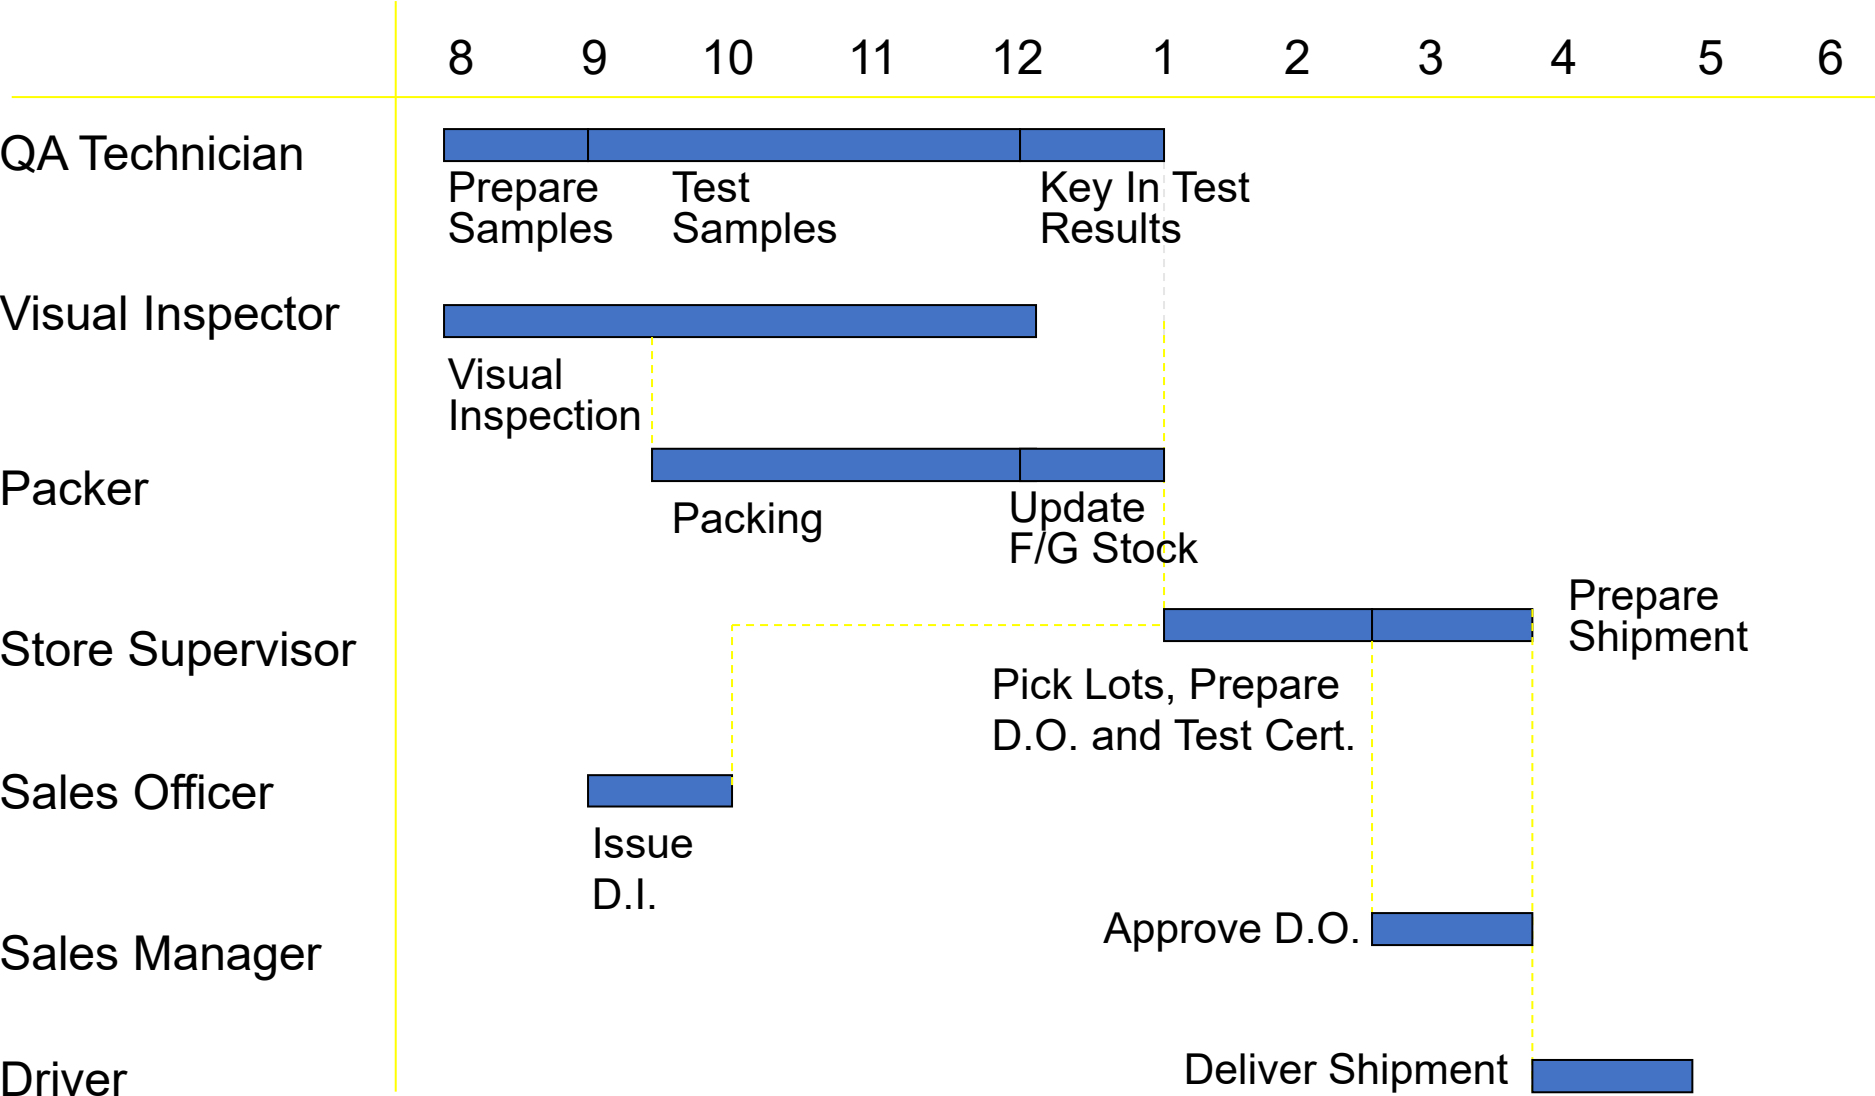 8 9 10 11 12 1 2 3 4 5 6
QA Technician
Prepare
Samples
Test
Samples
Key In Test
Results
Visual Inspector
Visual
Inspection
Packer
Packing
Update
F/G Stock
Store Supervisor
Prepare
Shipment
Pick Lots, Prepare
D.O. and Test Cert.
Sales Officer
Issue
D.I.
Sales Manager
Approve D.O.
Driver
Deliver Shipment